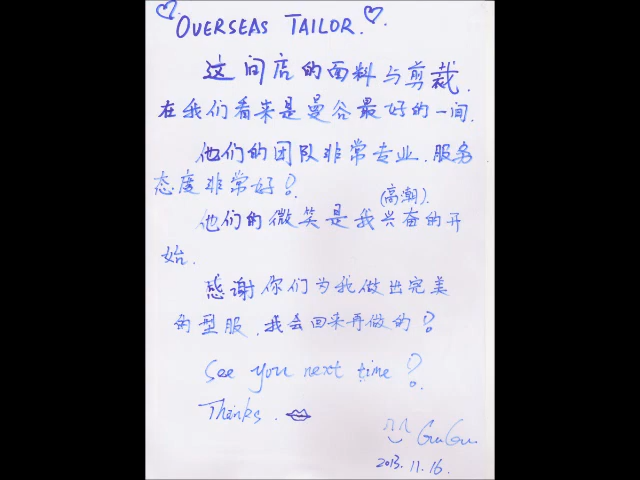 OVERSEAS TAILOR.
这间店的面料与剪裁.
在我们看来是曼谷最好的一间.
他们的团队非常专业.服务
态度非常好!
(高潮).
他们的微笑是我兴奋的开
始.
感谢你们为我做出完美
的型服.我会回来再做的!
See you next time!
Thanks.
2013.11.16.